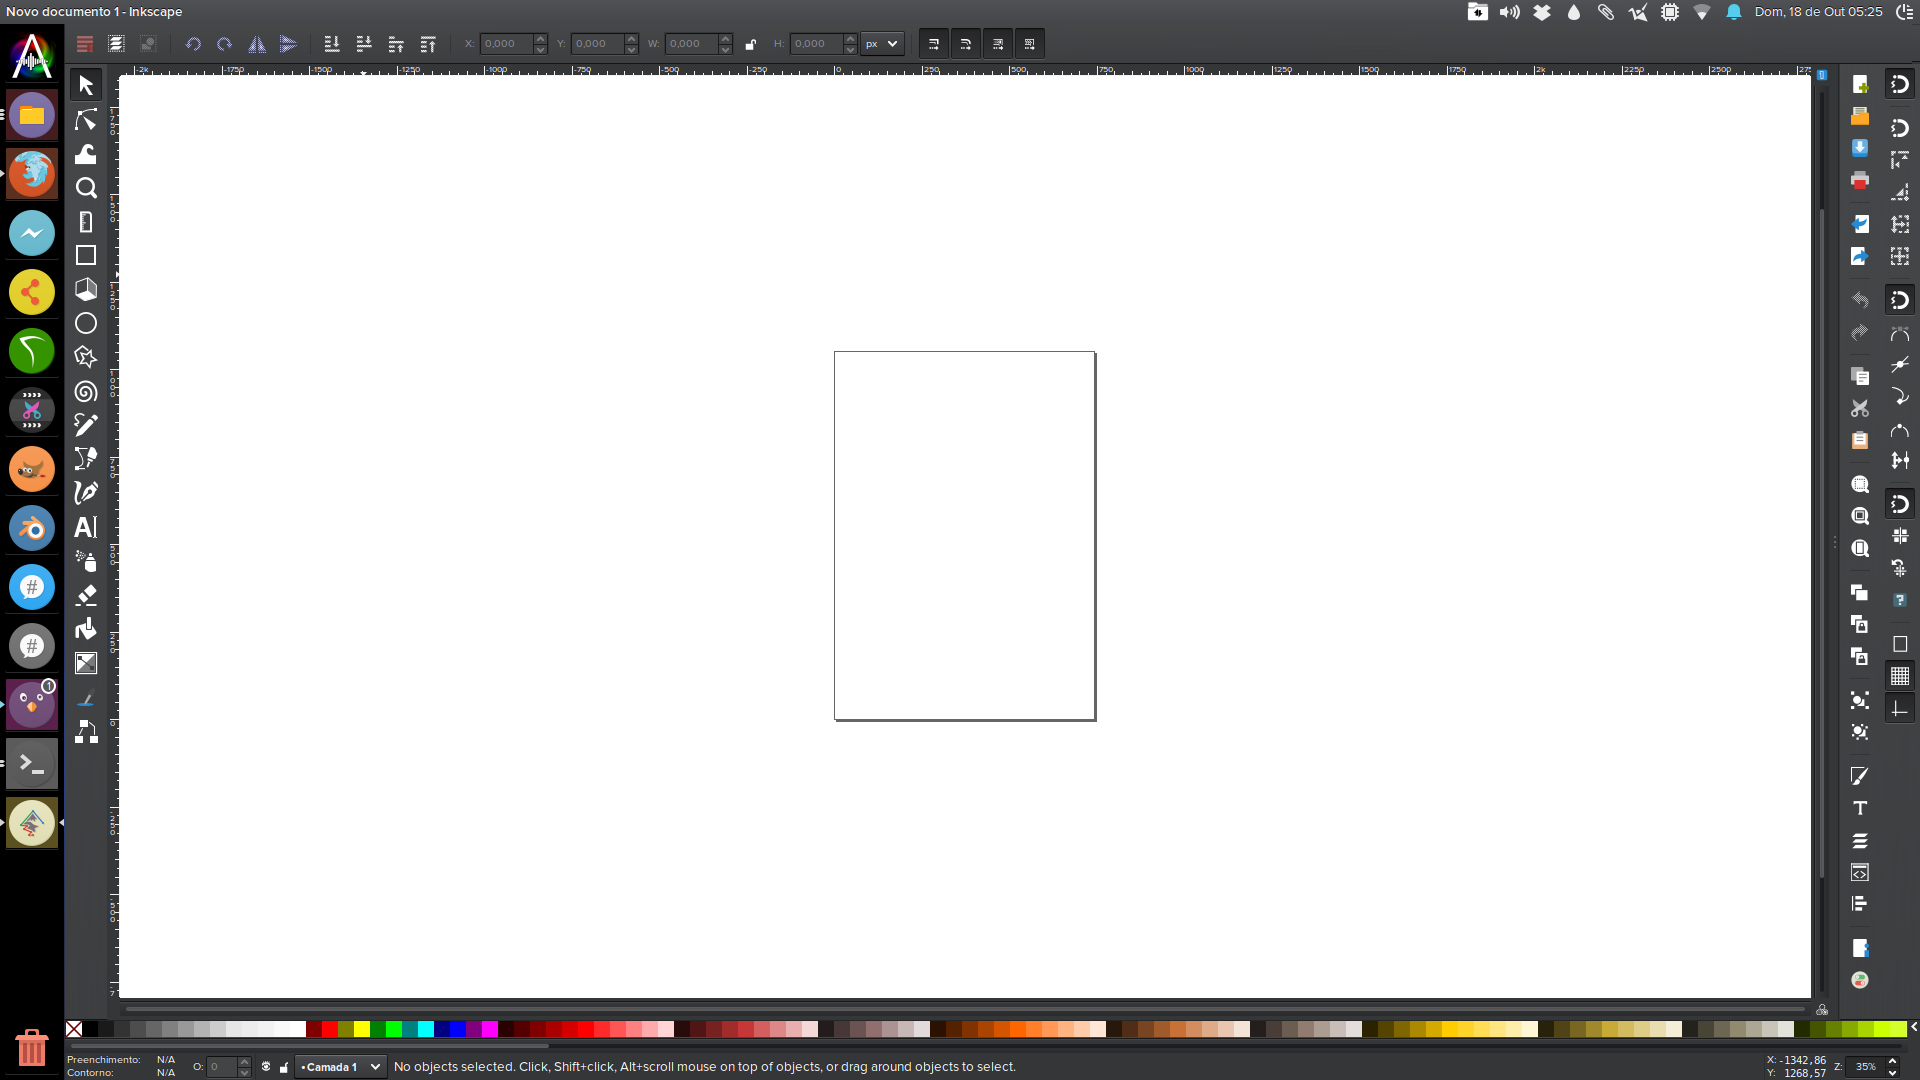 Novo documento 1 - Inkscape
Dom, 18 de Out 05:25
X: 0,000 Y: 0,000 W: 0,000 H: 0,000 px
-2k -1750 -1500 -1250 -1000 -750 -500 -250 0 250 500 750 1000 1250 1500 1750 2k 2250 2500
1
Preenchimento: N/A
Contorno: N/A
O: 0
• Camada 1
No objects selected. Click, Shift+click, Alt+scroll mouse on top of objects, or drag around objects to select.
X: -1342,86
Y: 1268,57
Z: 35%